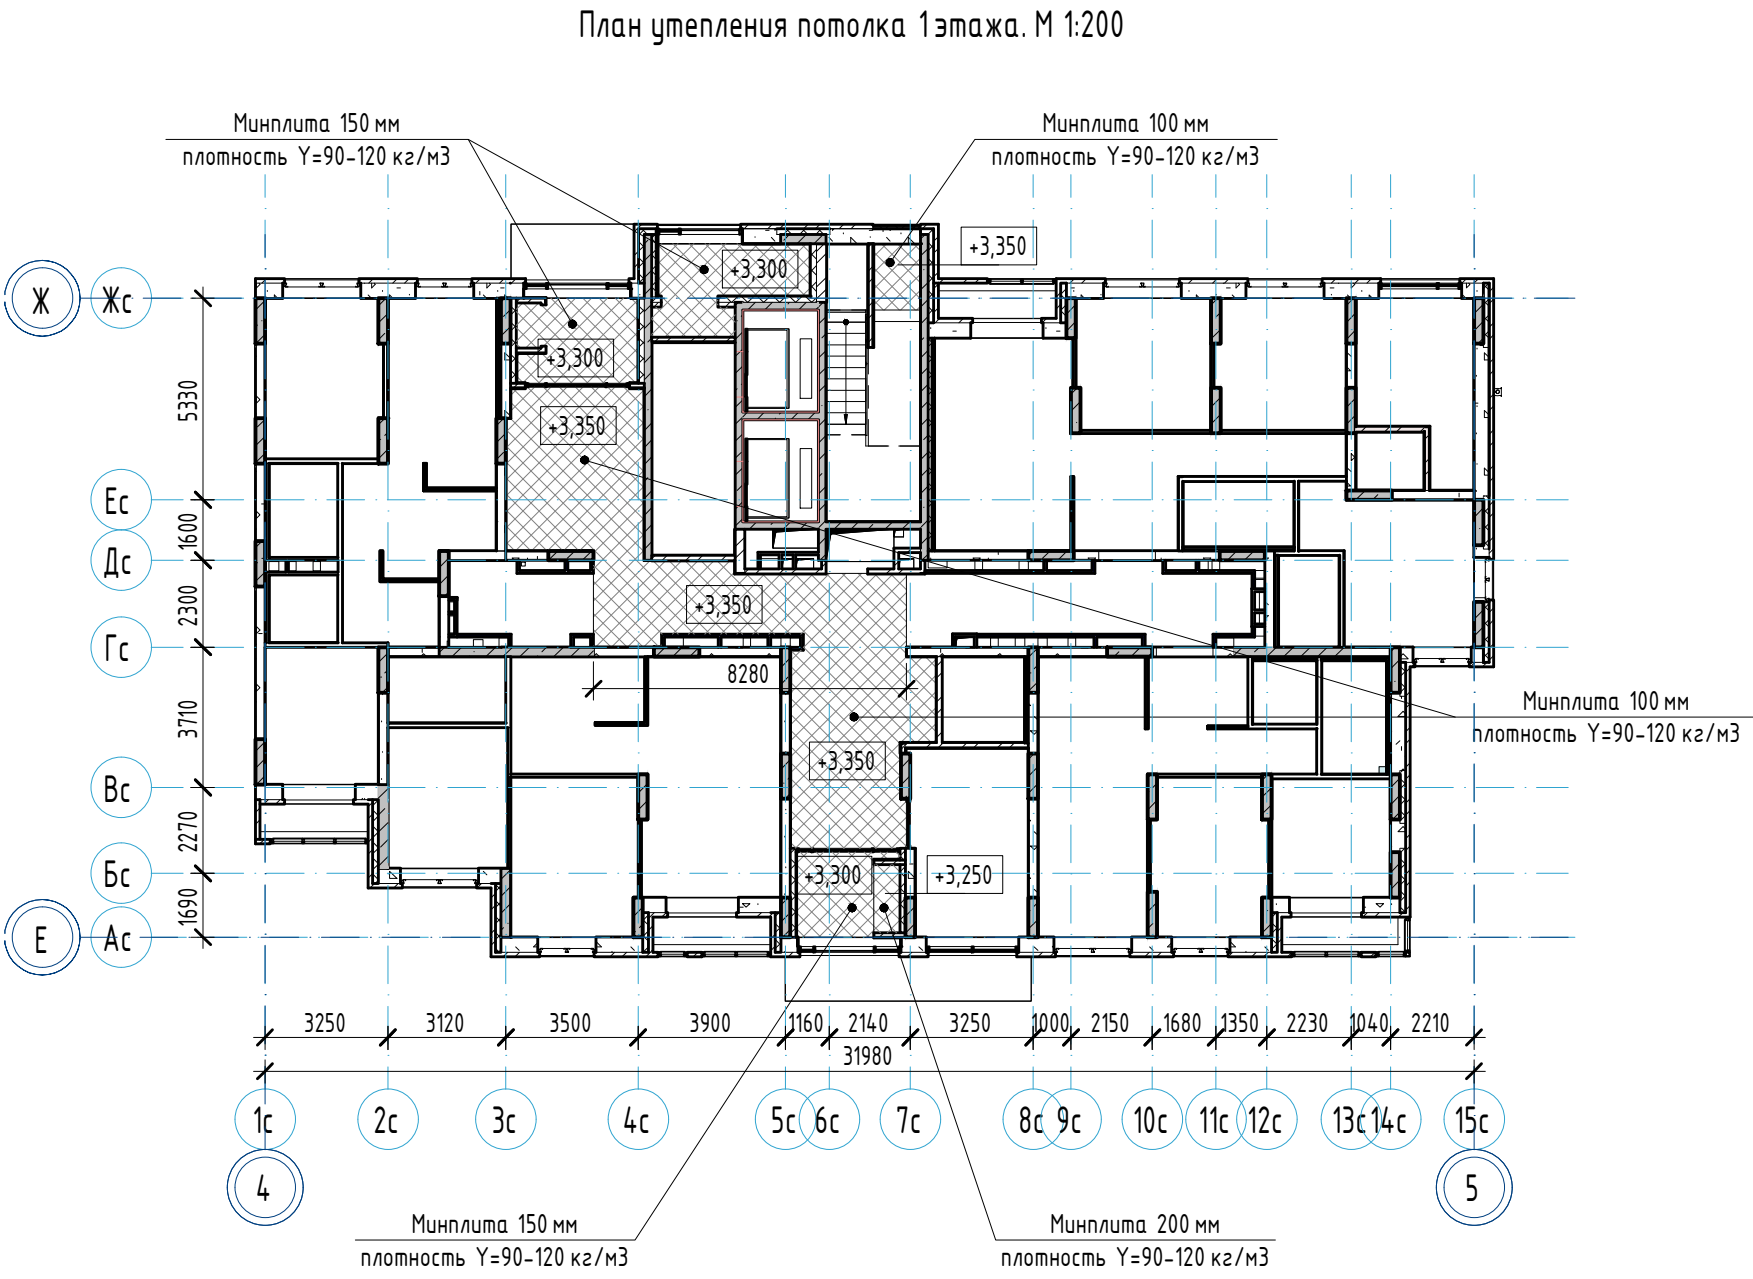 План утепления потолка 1 этажа. М 1:200
Минплита 150 мм
плотность Y=90-120 кг/м3
Минплита 100 мм
плотность Y=90-120 кг/м3
+3,350
+3,300
Ж
Жс
+3,300
5330
+3,350
Ес
1600
Дс
2300
+3,350
Гс
8280
3710
Минплита 100 мм
плотность Y=90-120 кг/м3
+3,350
Вс
2270
Бс
+3,300
+3,250
1690
Е
Ас
3250 3120 3500 3900 1160 2140 3250 1000 2150 1680 1350 2230 1040 2210
31980
1с 2с 3с 4с 5с 6с 7с 8с 9с 10с 11с 12с 13с 14с 15с
4 5
Минплита 150 мм
плотность Y=90-120 кг/м3
Минплита 200 мм
плотность Y=90-120 кг/м3